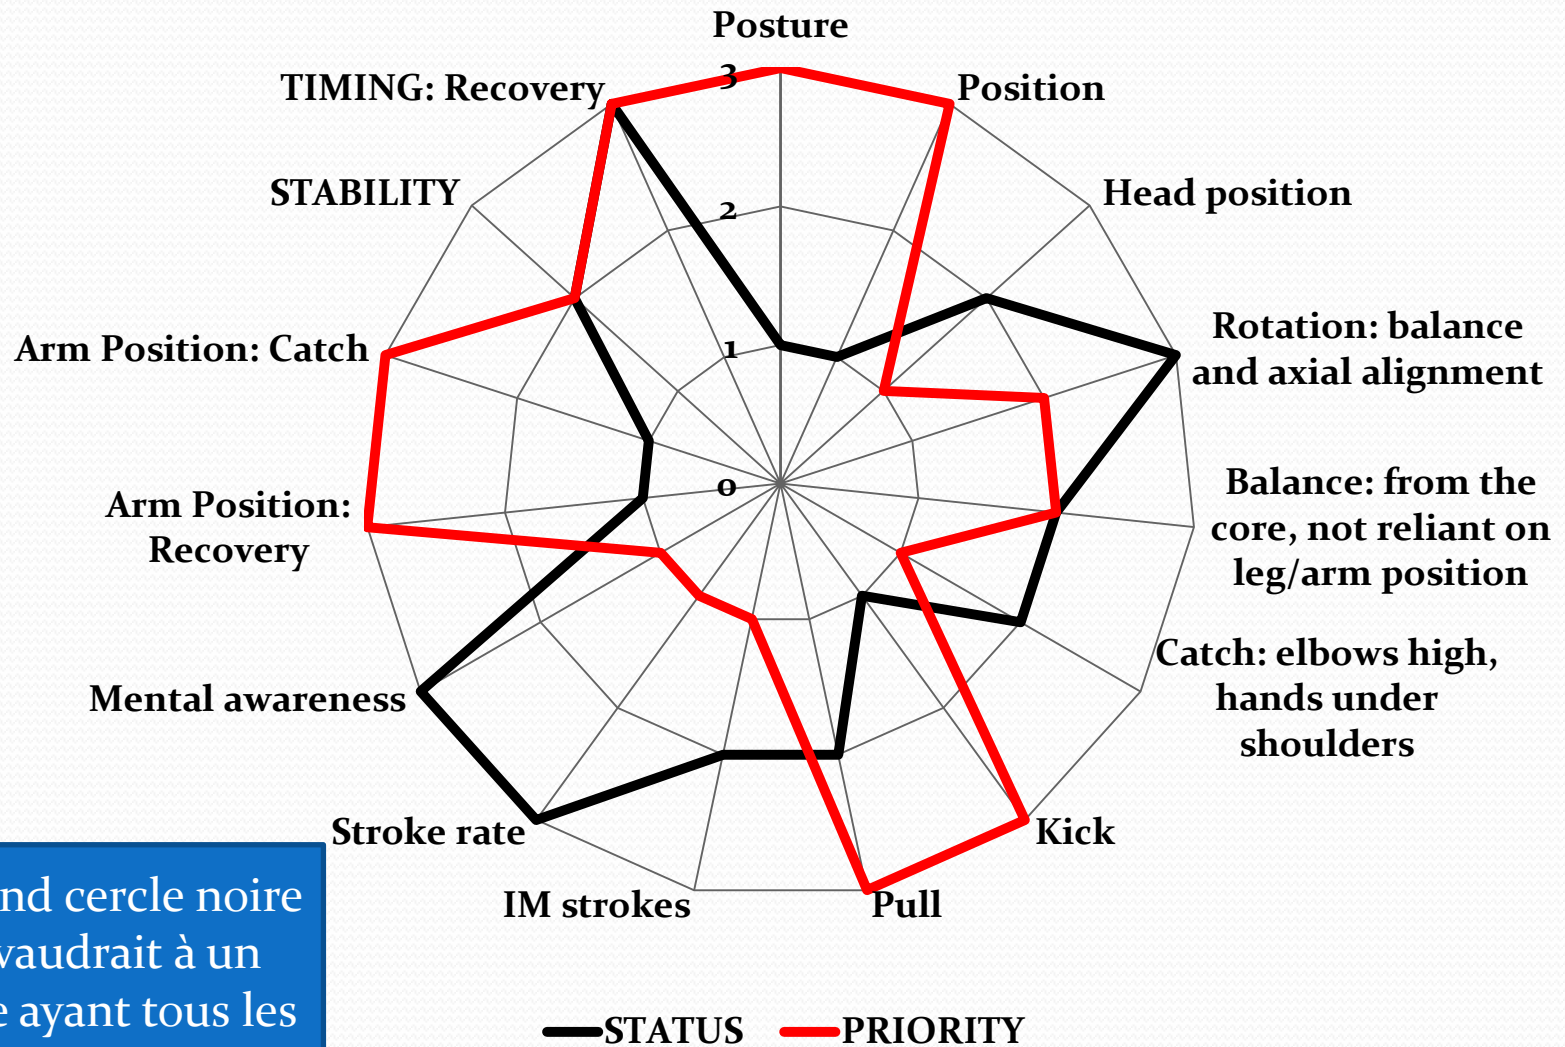 Posture
3
TIMING: Recovery
Position
STABILITY
2
Head position
Arm Position: Catch
1
Rotation: balance
and axial alignment
0
Arm Position:
Recovery
Balance: from the
core, not reliant on
leg/arm position
Mental awareness
Catch: elbows high,
hands under
shoulders
Stroke rate
Kick
IM strokes
Pull
cercle noire
à un
ayant tous les
STATUS
PRIORITY